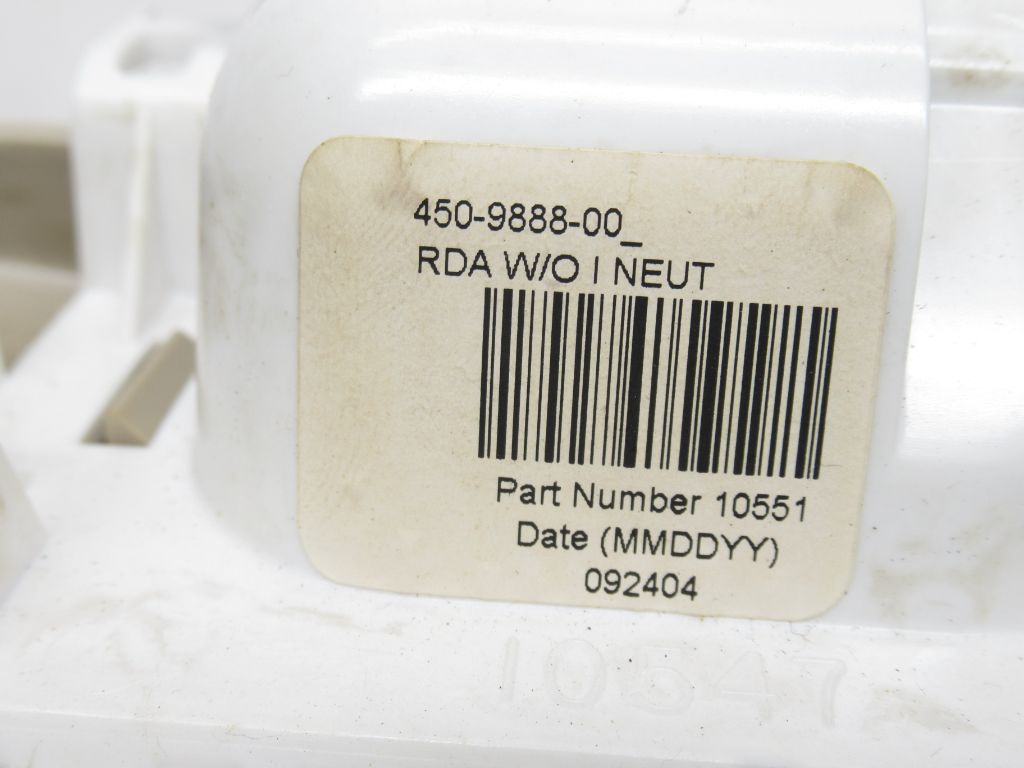 450-9888-00_
RDA W/O I NEUT
Part Number 10551
Date (MMDDYY)
092404
10547